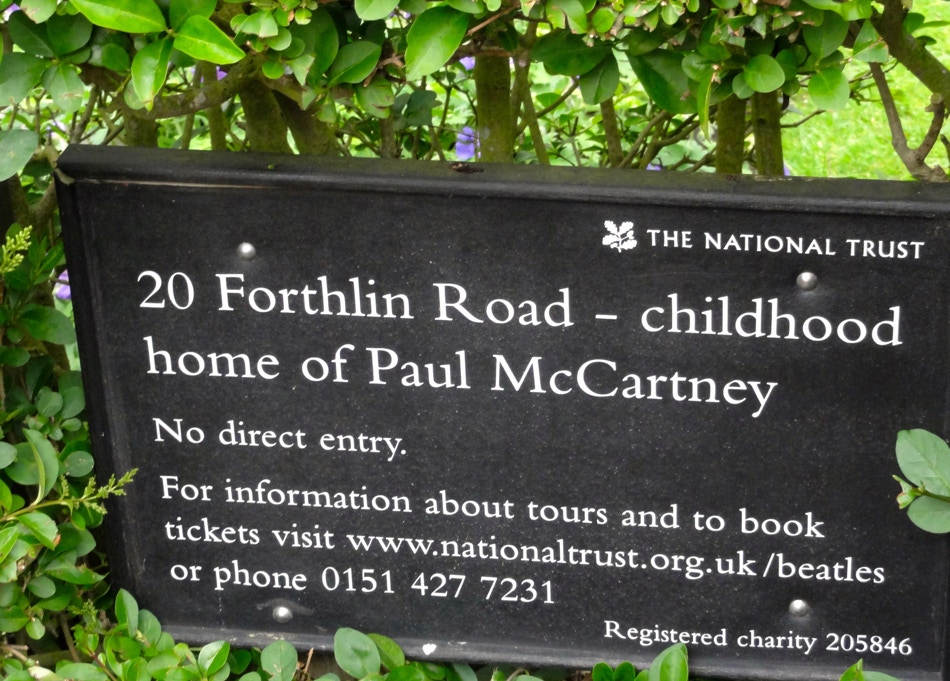 THE NATIONAL TRUST
20 Forthlin Road – childhood
home of Paul McCartney
No direct entry.
For information about tours and to book
tickets visit www.nationaltrust.org.uk/beatles
or phone 0151 427 7231
Registered charity 205846